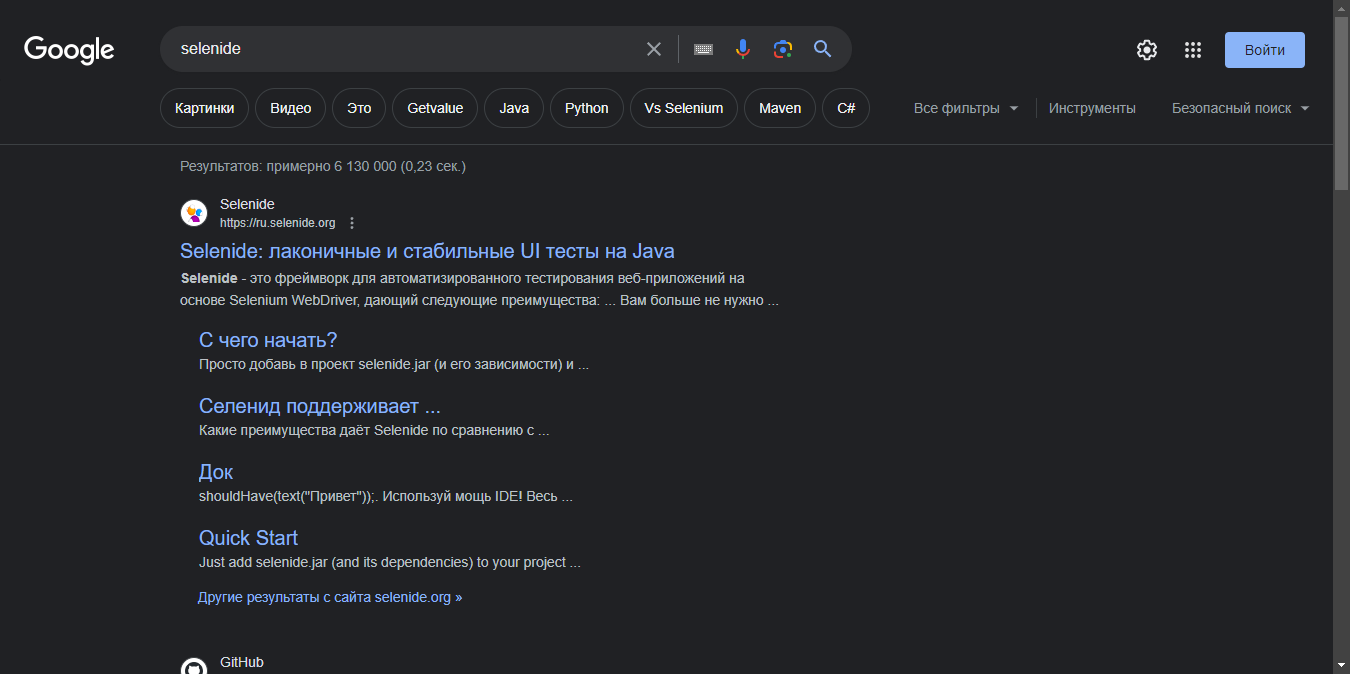 Google
selenide
Войти
Картинки Видео Это Getvalue Java Python Vs Selenium Maven C# Все фильтры Инструменты Безопасный поиск
Результатов: примерно 6 130 000 (0,23 сек.)
Selenide
https://ru.selenide.org
Selenide: лаконичные и стабильные UI тесты на Java
Selenide - это фреймворк для автоматизированного тестирования веб-приложений на
основе Selenium WebDriver, дающий следующие преимущества: ... Вам больше не нужно ...
С чего начать?
Просто добавь в проект selenide.jar (и его зависимости) и ...
Селенид поддерживает ...
Какие преимущества даёт Selenide по сравнению с ...
Док
shouldHave(text("Привет"));. Используй мощь IDE! Весь ...
Quick Start
Just add selenide.jar (and its dependencies) to your project ...
Другие результаты с сайта selenide.org »
GitHub